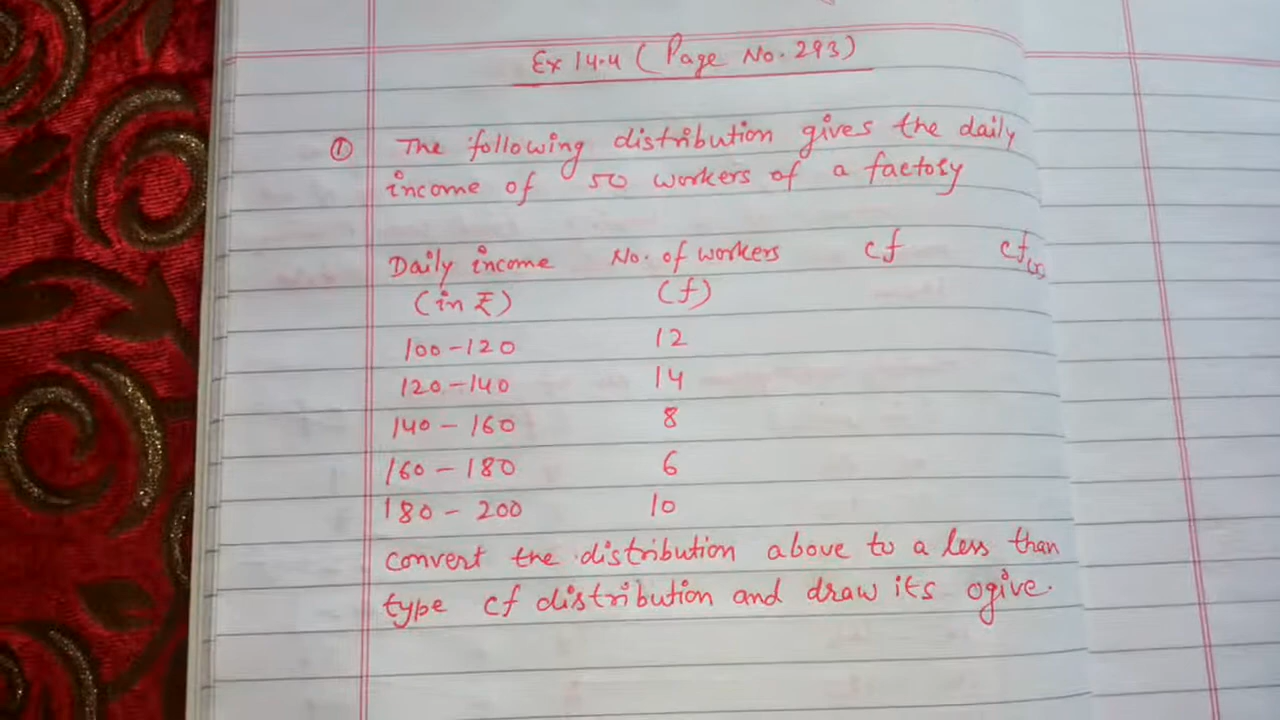 Ex 14.4 (Page No. 293)
① The following distribution gives the daily
income of 50 workers of a factory
Daily income No. of workers cf cf
(in ₹) (f)
100-120 12
120-140 14
140-160 8
160-180 6
180-200 10
convert the distribution above to a less than
type cf distribution and draw its ogive.